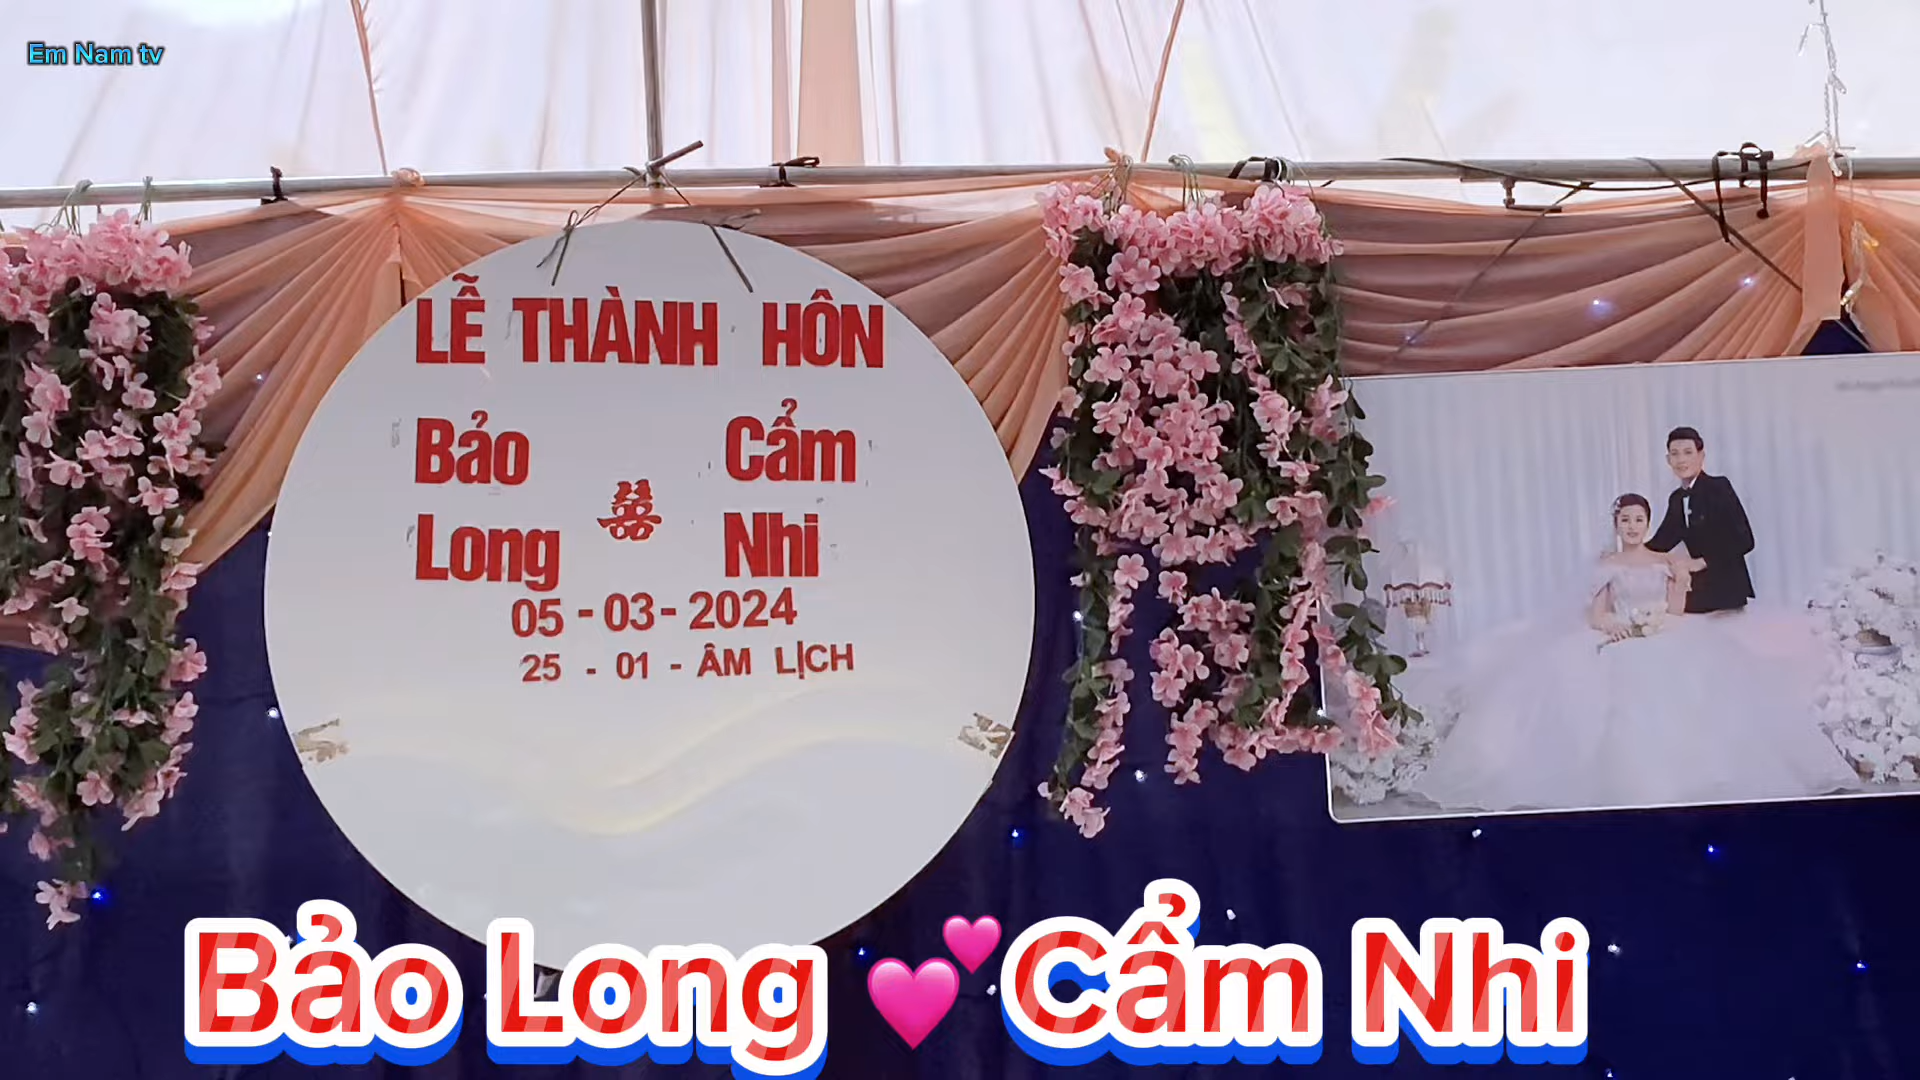 Em Nam tv
LỄ THÀNH HÔN
Bảo Cẩm
囍
Long Nhi
05 - 03 - 2024
25 - 01 - ÂM LỊCH
Bảo Long 💕 Cẩm Nhi